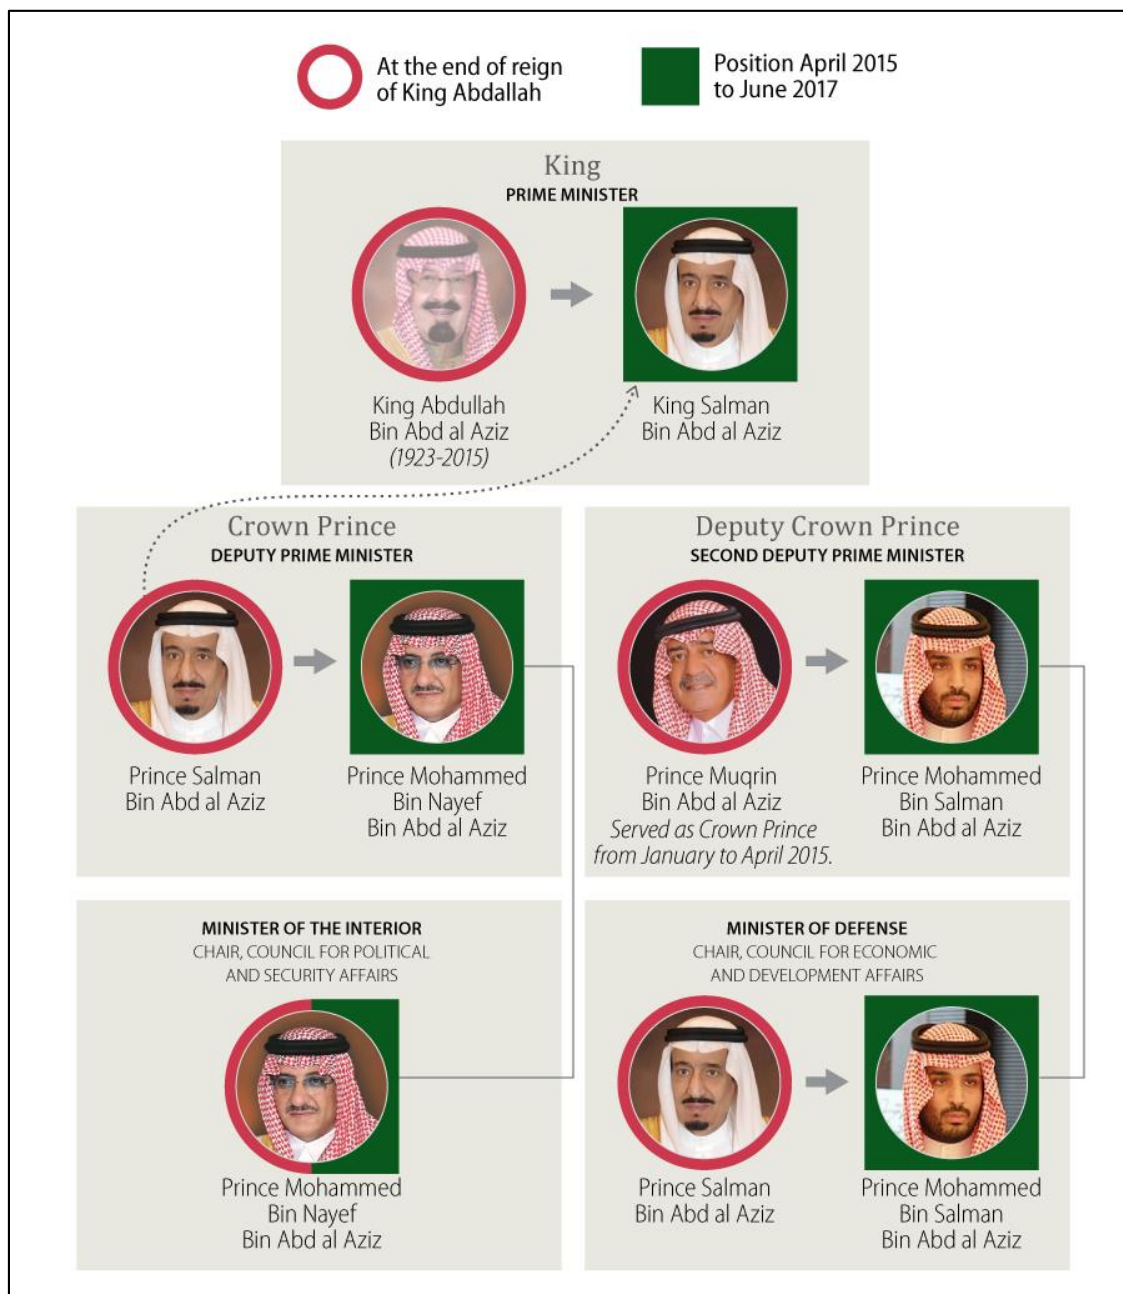 At the end of reign
of King Abdallah
Position April 2015
to June 2017
King
PRIME MINISTER
King Abdullah
Bin Abd al Aziz
(1923-2015)
King Salman
Bin Abd al Aziz
Crown Prince
DEPUTY PRIME MINISTER
Prince Salman
Bin Abd al Aziz
Prince Mohammed
Bin Nayef
Bin Abd al Aziz
Deputy Crown Prince
SECOND DEPUTY PRIME MINISTER
Prince Muqrin
Bin Abd al Aziz
Served as Crown Prince
from January to April 2015.
Prince Mohammed
Bin Salman
Bin Abd al Aziz
MINISTER OF THE INTERIOR
CHAIR, COUNCIL FOR POLITICAL
AND SECURITY AFFAIRS
Prince Mohammed
Bin Nayef
Bin Abd al Aziz
MINISTER OF DEFENSE
CHAIR, COUNCIL FOR ECONOMIC
AND DEVELOPMENT AFFAIRS
Prince Salman
Bin Abd al Aziz
Prince Mohammed
Bin Salman
Bin Abd al Aziz